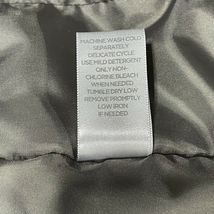 MACHINE WASH COLD
SEPARATELY
DELICATE CYCLE
USE MILD DETERGENT
ONLY NON-
CHLORINE BLEACH
WHEN NEEDED
TUMBLE DRY LOW
REMOVE PROMPTLY
LOW IRON
IF NEEDED